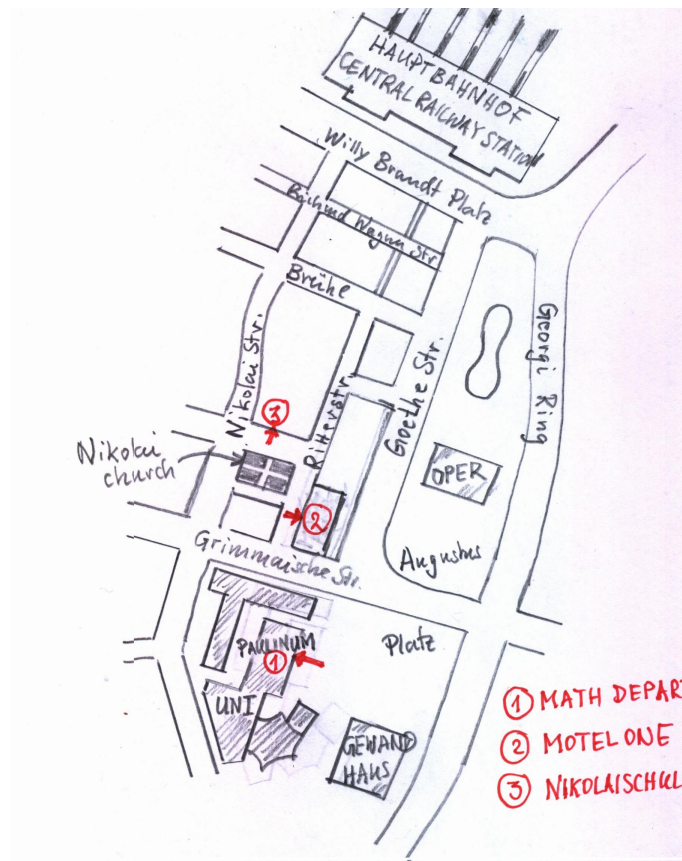 HAUPTBAHNHOF
CENTRAL RAILWAY STATION
Willy Brandt Platz
Wagner Str
Brühe
Nikolai Str.
Ritterstr.
Goethe Str.
Georgi Ring
③
Nikolai
church
OPER
②
Grimmaische Str.
Augustus
Platz
PAULINUM
①
UNI
GEWAND
HAUS
① MATH DEPAR
② MOTEL ONE
③ NIKOLAISCHUL